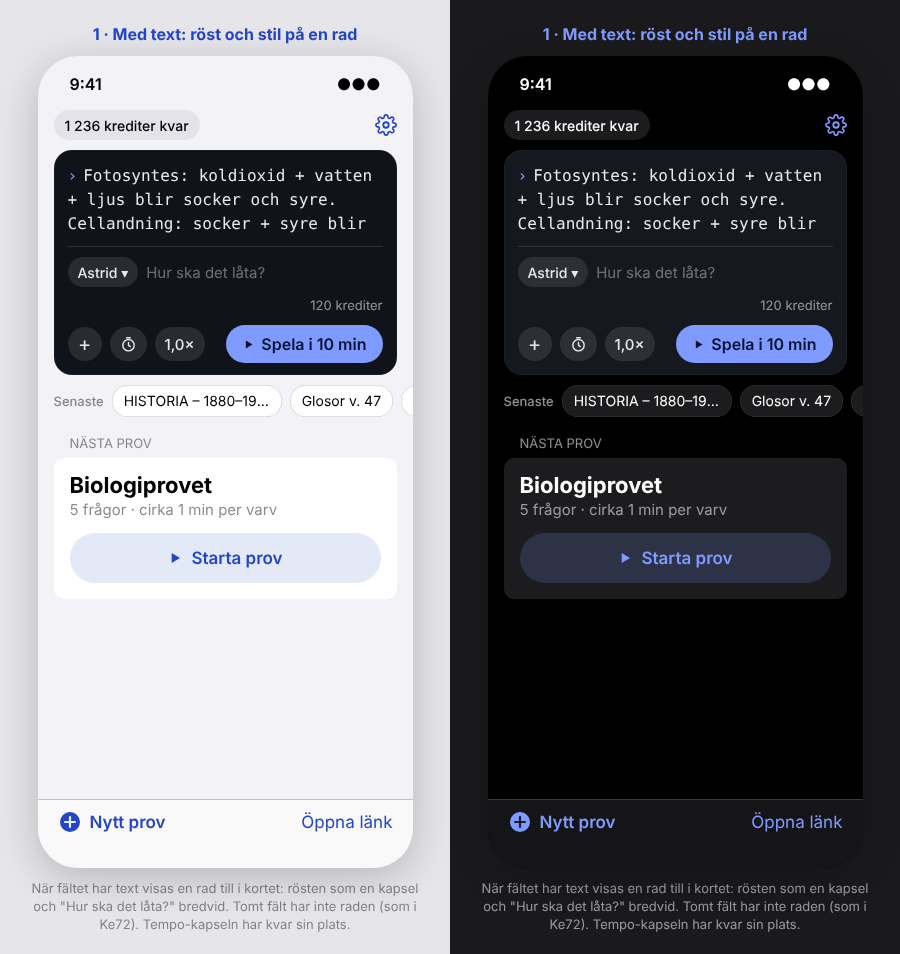 1 · Med text: röst och stil på en rad
9:41
1 236 krediter kvar
› Fotosyntes: koldioxid + vatten
+ ljus blir socker och syre.
Cellandning: socker + syre blir
Astrid ▾ Hur ska det låta?
120 krediter
+ 1,0× Spela i 10 min
Senaste HISTORIA – 1880–19... Glosor v. 47
NÄSTA PROV
Biologiprovet
5 frågor · cirka 1 min per varv
Starta prov
Nytt prov Öppna länk
När fältet har text visas en rad till i kortet: rösten som en kapsel
och "Hur ska det låta?" bredvid. Tomt fält har inte raden (som i
Ke72). Tempo-kapseln har kvar sin plats.
1 · Med text: röst och stil på en rad
9:41
1 236 krediter kvar
› Fotosyntes: koldioxid + vatten
+ ljus blir socker och syre.
Cellandning: socker + syre blir
Astrid ▾ Hur ska det låta?
120 krediter
+ 1,0× Spela i 10 min
Senaste HISTORIA – 1880–19... Glosor v. 47
NÄSTA PROV
Biologiprovet
5 frågor · cirka 1 min per varv
Starta prov
Nytt prov Öppna länk
När fältet har text visas en rad till i kortet: rösten som en kapsel
och "Hur ska det låta?" bredvid. Tomt fält har inte raden (som i
Ke72). Tempo-kapseln har kvar sin plats.